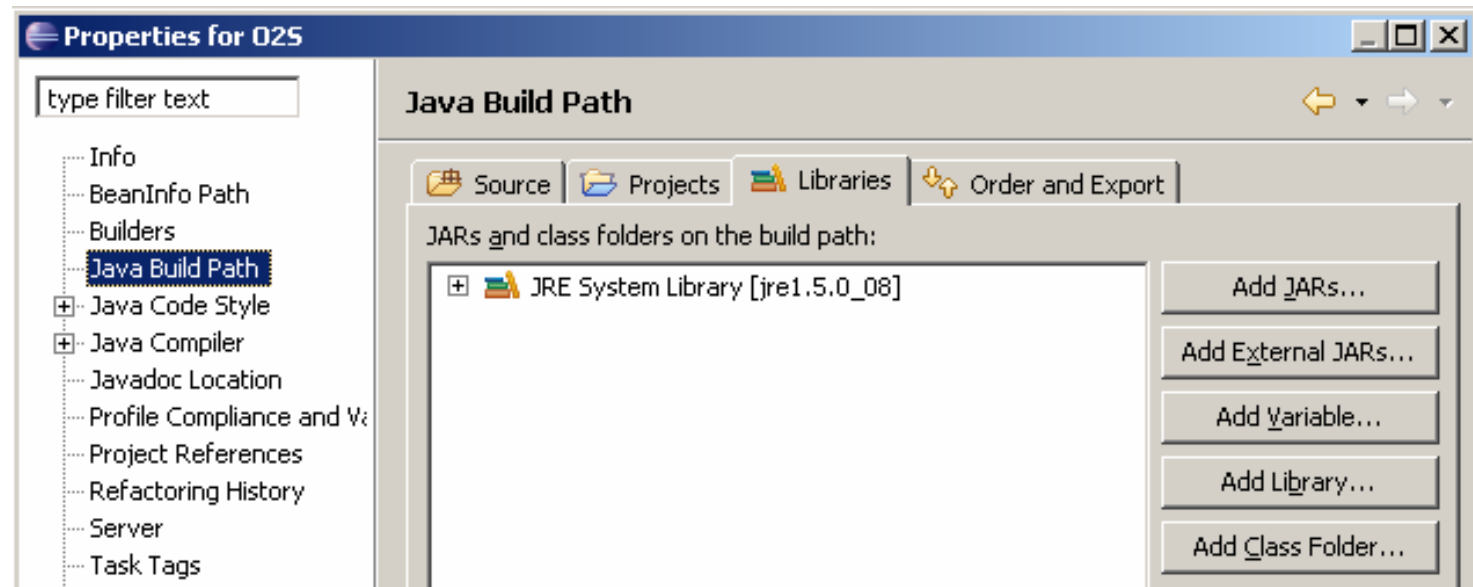 Properties for O2S
type filter text
Info
BeanInfo Path
Builders
Java Build Path
Java Code Style
Java Compiler
Javadoc Location
Profile Compliance and Va
Project References
Refactoring History
Server
Task Tags
Java Build Path
Source Projects Libraries Order and Export
JARs and class folders on the build path:
JRE System Library [jre1.5.0_08]
Add JARs...
Add External JARs...
Add Variable...
Add Library...
Add Class Folder...